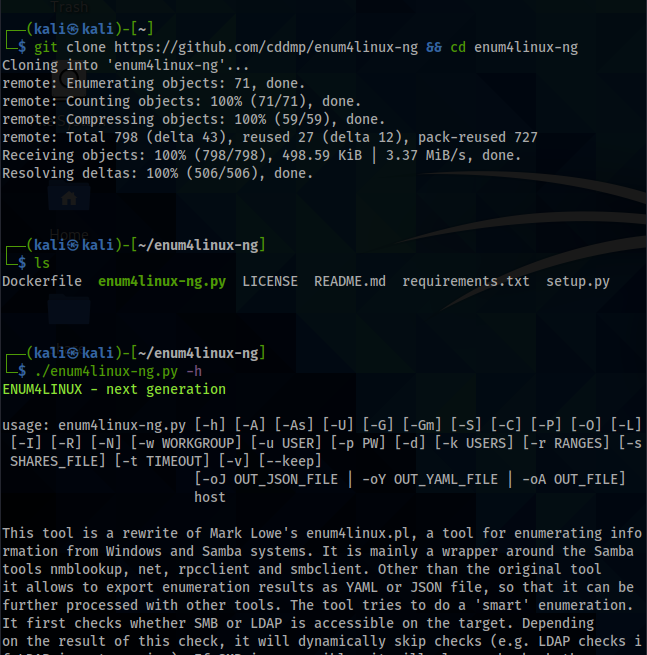 Trash
┌──(kali㉿kali)-[~]
└─$ git clone https://github.com/cddmp/enum4linux-ng && cd enum4linux-ng
Cloning into 'enum4linux-ng'...
remote: Enumerating objects: 71, done.
remote: Counting objects: 100% (71/71), done.
remote: Compressing objects: 100% (59/59), done.
remote: Total 798 (delta 43), reused 27 (delta 12), pack-reused 727
Receiving objects: 100% (798/798), 498.59 KiB | 3.37 MiB/s, done.
Resolving deltas: 100% (506/506), done.
Home
┌──(kali㉿kali)-[~/enum4linux-ng]
└─$ ls
Dockerfile  enum4linux-ng.py  LICENSE  README.md  requirements.txt  setup.py
┌──(kali㉿kali)-[~/enum4linux-ng]
└─$ ./enum4linux-ng.py -h
ENUM4LINUX - next generation
usage: enum4linux-ng.py [-h] [-A] [-As] [-U] [-G] [-Gm] [-S] [-C] [-P] [-O] [-L]
 [-I] [-R] [-N] [-w WORKGROUP] [-u USER] [-p PW] [-d] [-k USERS] [-r RANGES] [-s
 SHARES_FILE] [-t TIMEOUT] [-v] [--keep]
                        [-oJ OUT_JSON_FILE | -oY OUT_YAML_FILE | -oA OUT_FILE]
                        host
This tool is a rewrite of Mark Lowe's enum4linux.pl, a tool for enumerating info
rmation from Windows and Samba systems. It is mainly a wrapper around the Samba
tools nmblookup, net, rpcclient and smbclient. Other than the original tool
it allows to export enumeration results as YAML or JSON file, so that it can be
further processed with other tools. The tool tries to do a 'smart' enumeration.
It first checks whether SMB or LDAP is accessible on the target. Depending
on the result of this check, it will dynamically skip checks (e.g. LDAP checks i